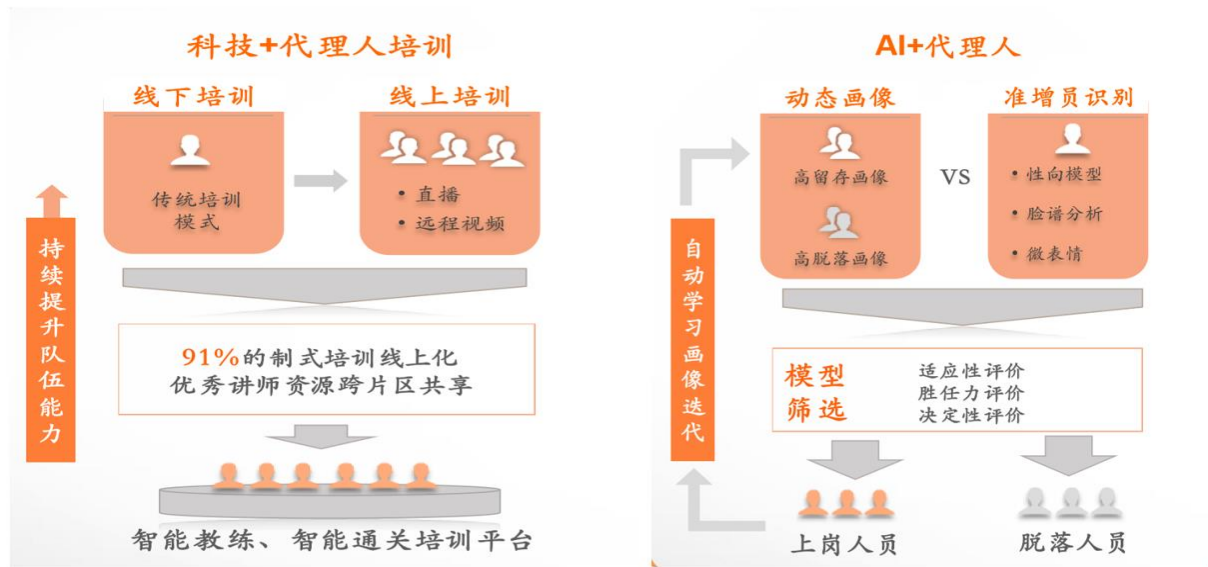 科技+代理人培训
线下培训
传统培训
模式
线上培训
• 直播
• 远程视频
持续提升队伍能力
91%的制式培训线上化
优秀讲师资源跨片区共享
智能教练、智能通关培训平台
AI+代理人
动态画像
高留存画像
高脱落画像
VS
准增员识别
• 性向模型
• 脸谱分析
• 微表情
自动学习画像迭代
模型
筛选
适应性评价
胜任力评价
决定性评价
上岗人员
脱落人员